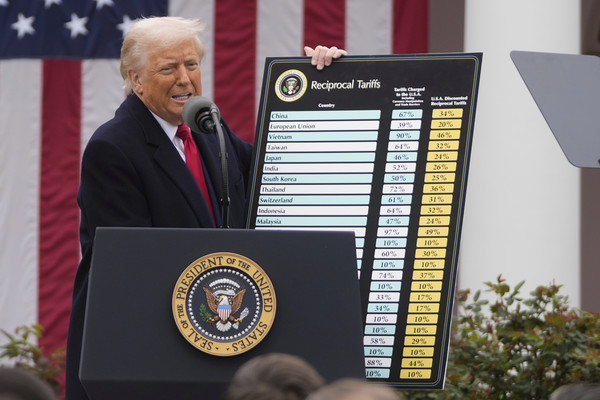 Reciprocal Tariffs
Country
Tariffs Charged
to the U.S.A.
Including
Currency Manipulation
and Trade Barriers
U.S.A. Discounted
Reciprocal Tariffs
China 67% 34%
European Union 39% 20%
Vietnam 90% 46%
Taiwan 64% 32%
Japan 46% 24%
India 52% 26%
South Korea 50% 25%
Thailand 72% 36%
Switzerland 61% 31%
Indonesia 64% 32%
Malaysia 47% 24%
97% 49%
60% 30%
10% 10%
74% 37%
10% 10%
33% 17%
34% 17%
10% 10%
10% 10%
58% 29%
10% 10%
88% 44%
10% 10%
SEAL OF THE PRESIDENT OF THE UNITED STATES